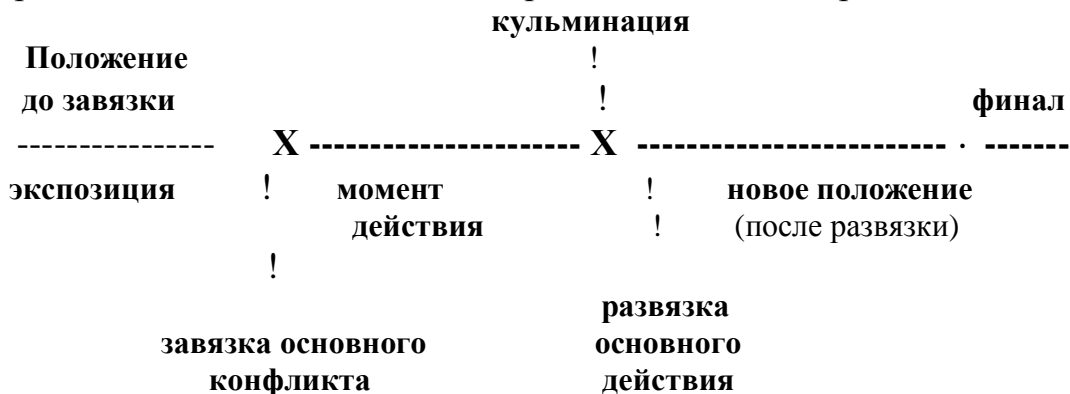 кульминация
Положение !
до завязки ! финал
---------------- X ---------------------- X ------------------------- · -------
экспозиция ! момент ! новое положение
действия ! (после развязки)
!
развязка
завязка основного основного
конфликта действия